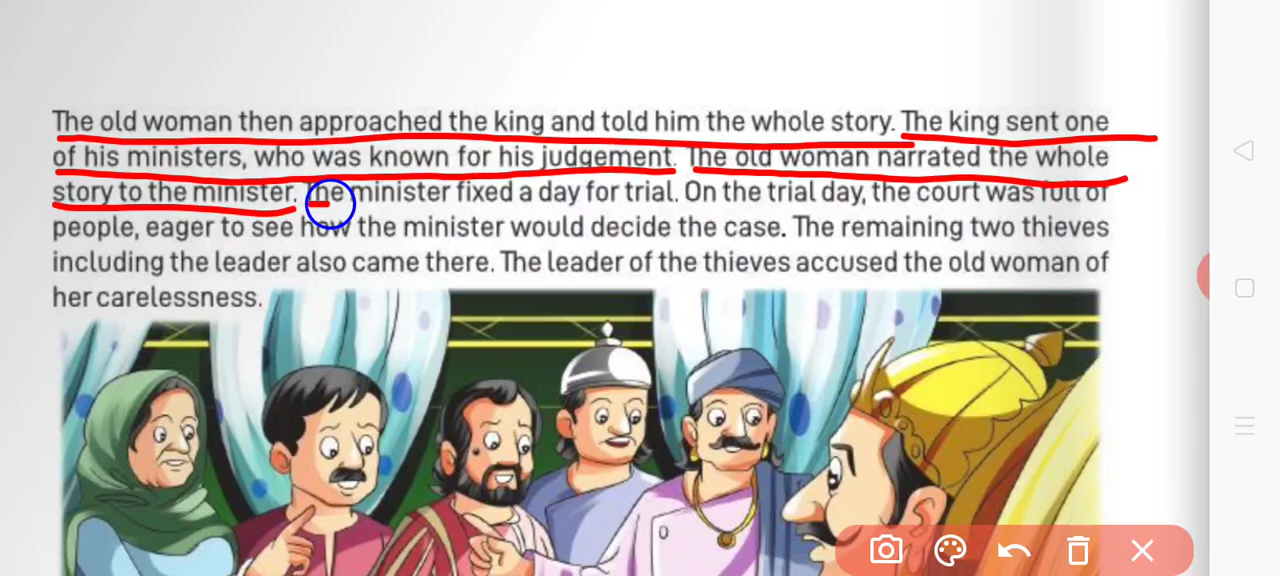 The old woman then approached the king and told him the whole story. The king sent one
of his ministers, who was known for his judgement. The old woman narrated the whole
story to the minister. The minister fixed a day for trial. On the trial day, the court was full of
people, eager to see how the minister would decide the case. The remaining two thieves
including the leader also came there. The leader of the thieves accused the old woman of
her carelessness.